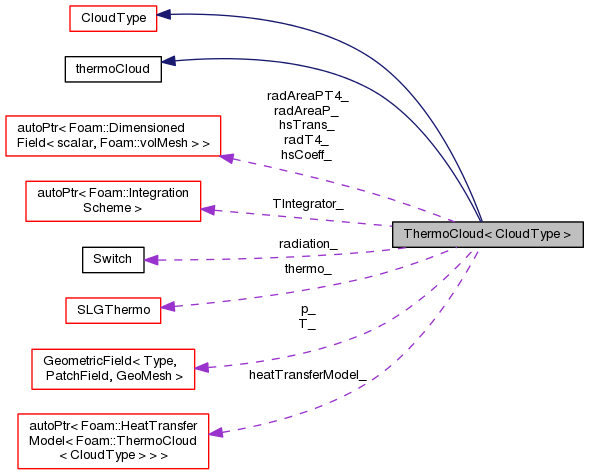 CloudType
thermoCloud
radAreaPT4_
radAreaP_
hsTrans_
radT4_
hsCoeff_
autoPtr< Foam::Dimensioned
Field< scalar, Foam::volMesh > >
autoPtr< Foam::Integration
Scheme >
TIntegrator_
ThermoCloud< CloudType >
radiation_
Switch
thermo_
SLGThermo
p_
T_
GeometricField< Type,
PatchField, GeoMesh >
heatTransferModel_
autoPtr< Foam::HeatTransfer
Model< Foam::ThermoCloud
< CloudType > > >